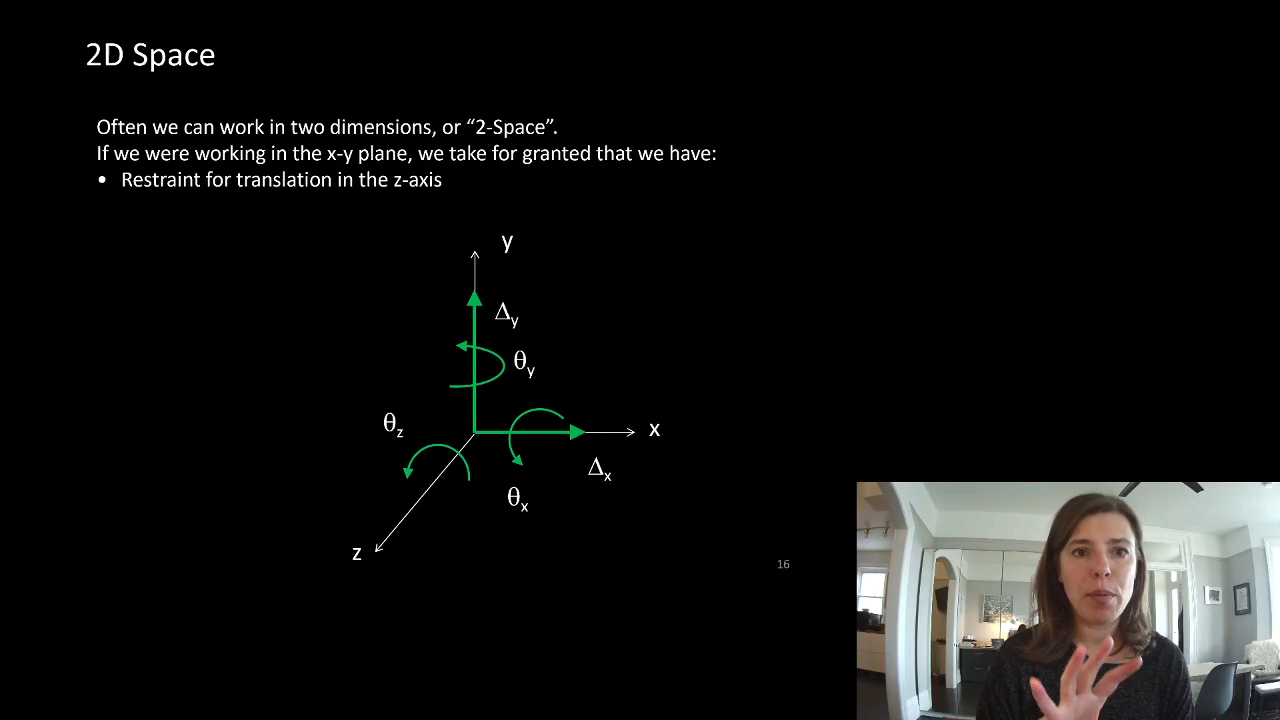 2D Space
Often we can work in two dimensions, or “2-Space”.
If we were working in the x-y plane, we take for granted that we have:
• Restraint for translation in the z-axis
y
Δy
θy
θz
x
Δx
θx
z
16